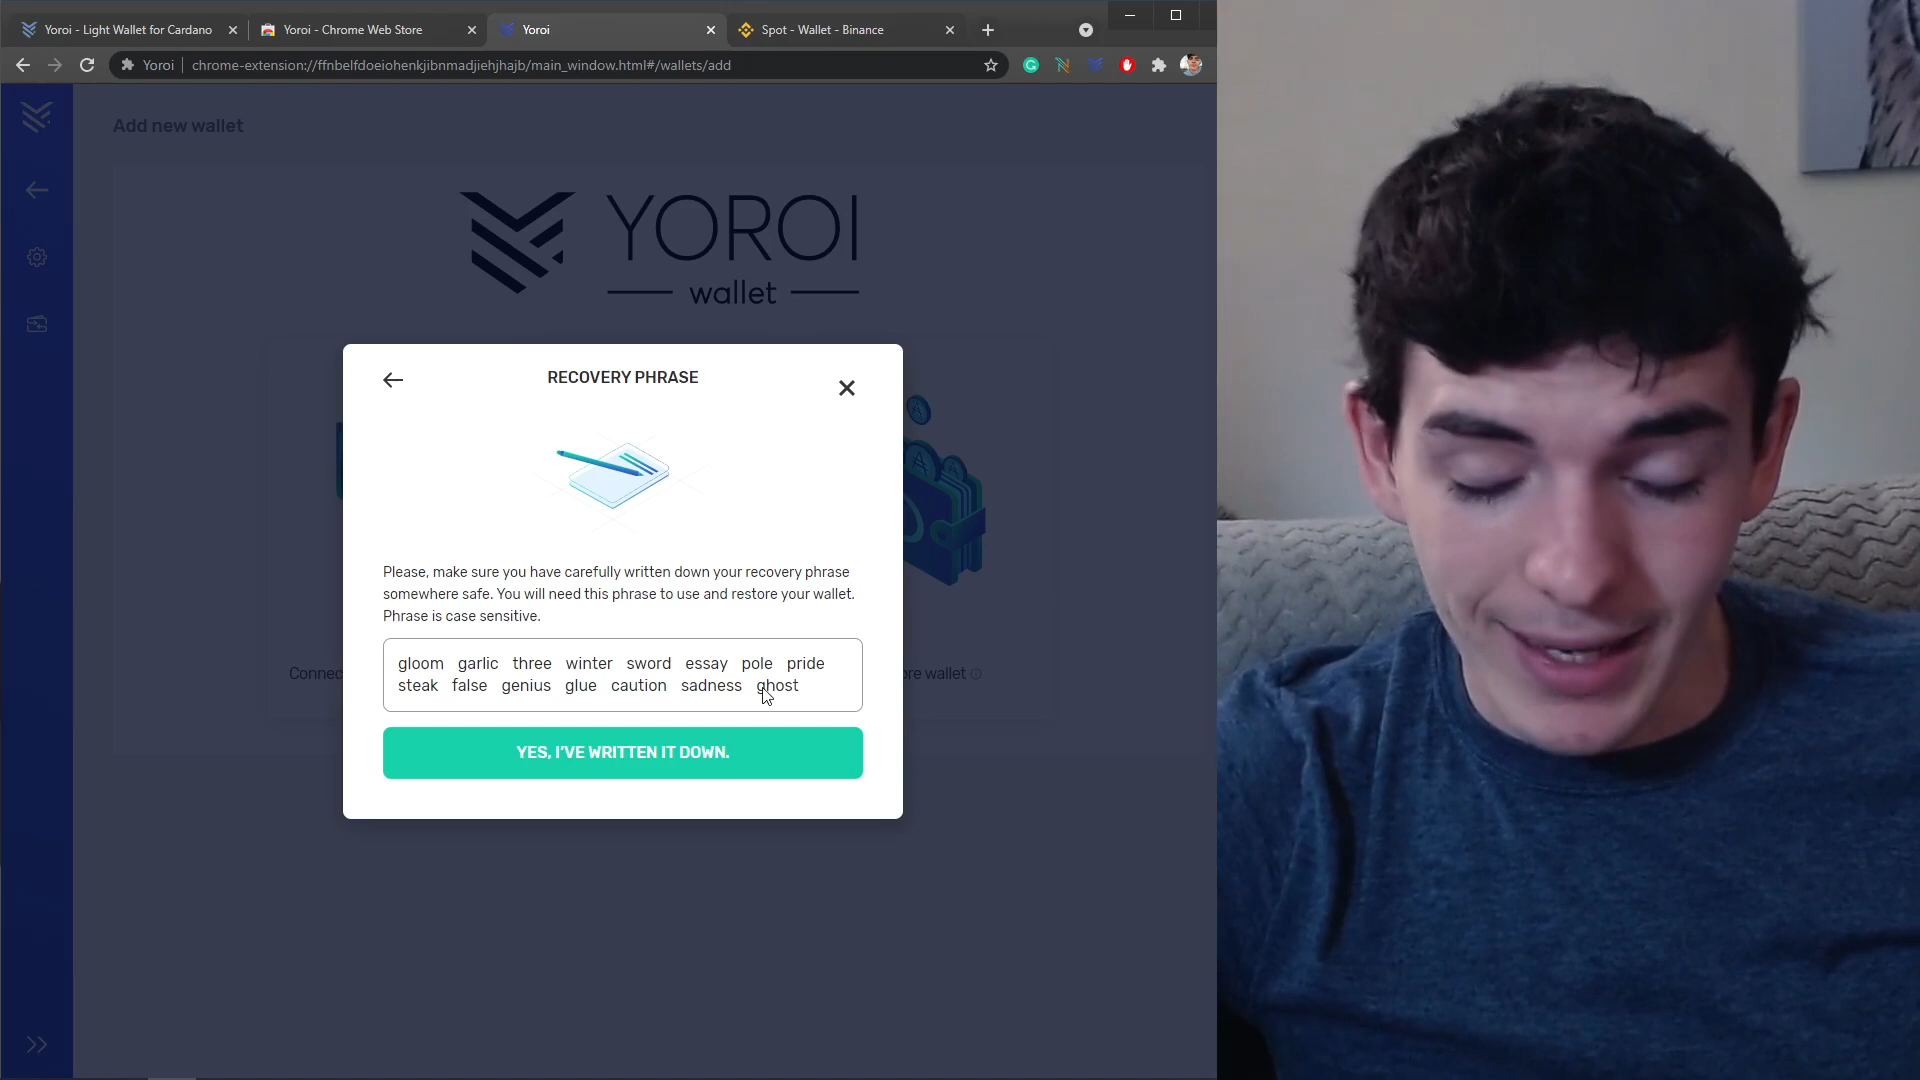 Yoroi - Light Wallet for Cardano
Yoroi - Chrome Web Store
Yoroi
Spot - Wallet - Binance
Yoroi
chrome-extension://ffnbelfdoeiohenkjibnmadjiehjhajb/main_window.html#/wallets/add
Add new wallet
YOROI
wallet
RECOVERY PHRASE
Please, make sure you have carefully written down your recovery phrase
somewhere safe. You will need this phrase to use and restore your wallet.
Phrase is case sensitive.
gloom garlic three winter sword essay pole pride
steak false genius glue caution sadness ghost
YES, I'VE WRITTEN IT DOWN.
wallet